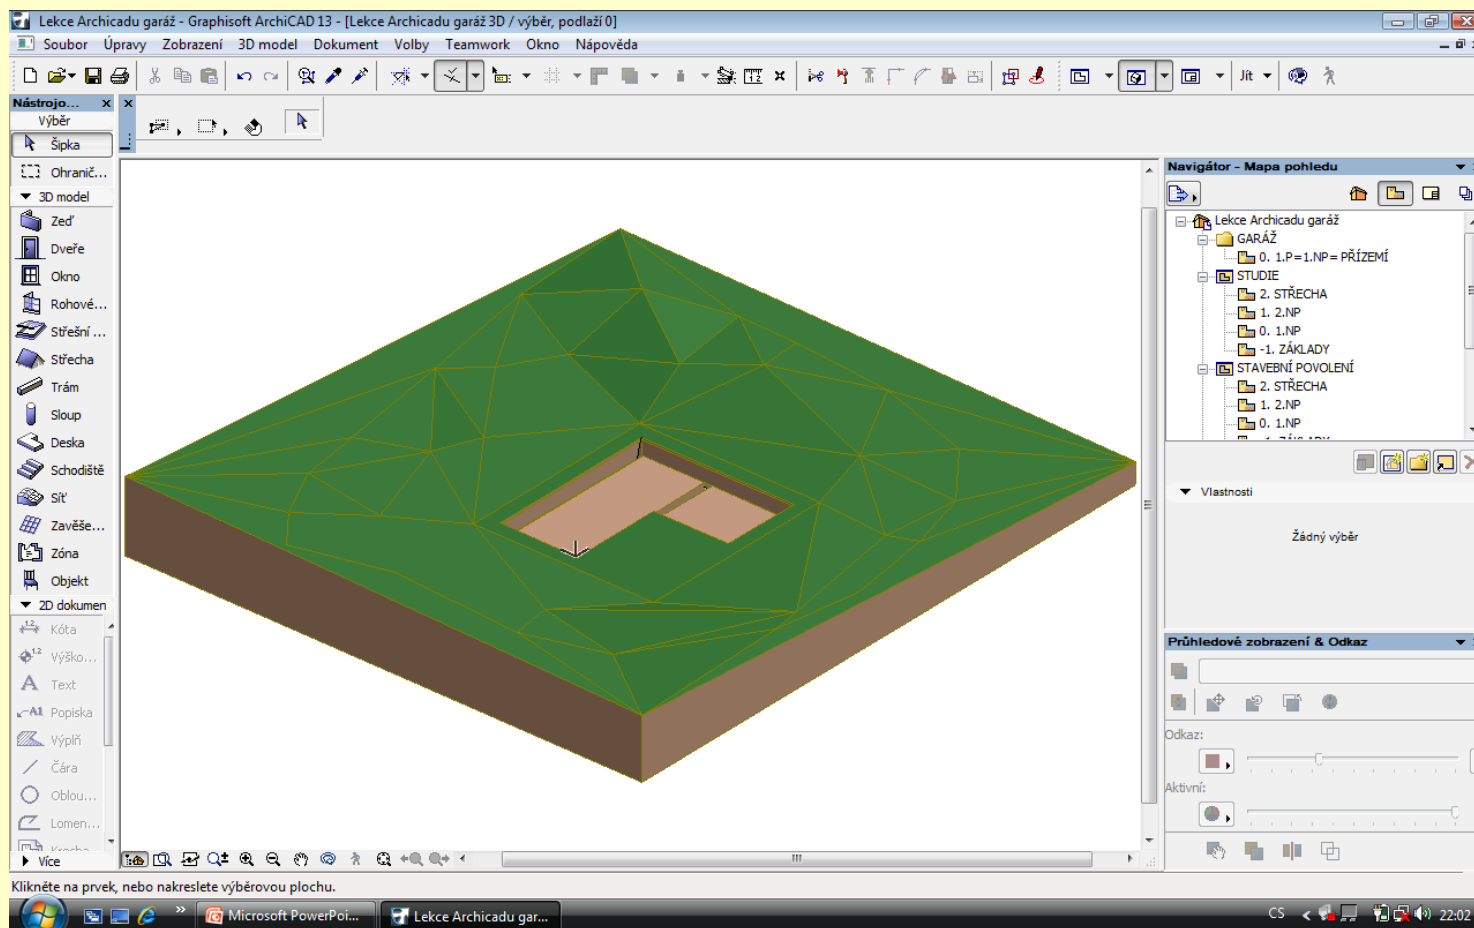 Lekce Archicadu garáž - Graphisoft ArchiCAD 13 - [Lekce Archicadu garáž 3D / výběr, podlaží 0]
Soubor Úpravy Zobrazení 3D model Dokument Volby Teamwork Okno Nápověda
Jít
Nástrojo...
Výběr
Šipka
Ohranič...
3D model
Zeď
Dveře
Okno
Rohové...
Střešní ...
Střecha
Trám
Sloup
Deska
Schodiště
Síť
Zavěše...
Zóna
Objekt
2D dokumen
Kóta
Výško...
Text
Popiska
Výplň
Čára
Oblou...
Lomen...
Více
Navigátor - Mapa pohledu
Lekce Archicadu garáž
GARÁŽ
0. 1.P=1.NP= PŘÍZEMÍ
STUDIE
2. STŘECHA
1. 2.NP
0. 1.NP
-1. ZÁKLADY
STAVEBNÍ POVOLENÍ
2. STŘECHA
1. 2.NP
0. 1.NP
Vlastnosti
Žádný výběr
Průhledové zobrazení & Odkaz
Odkaz:
Aktivní:
Klikněte na prvek, nebo nakreslete výběrovou plochu.
Microsoft PowerPoi...
Lekce Archicadu gar...
CS
22:02